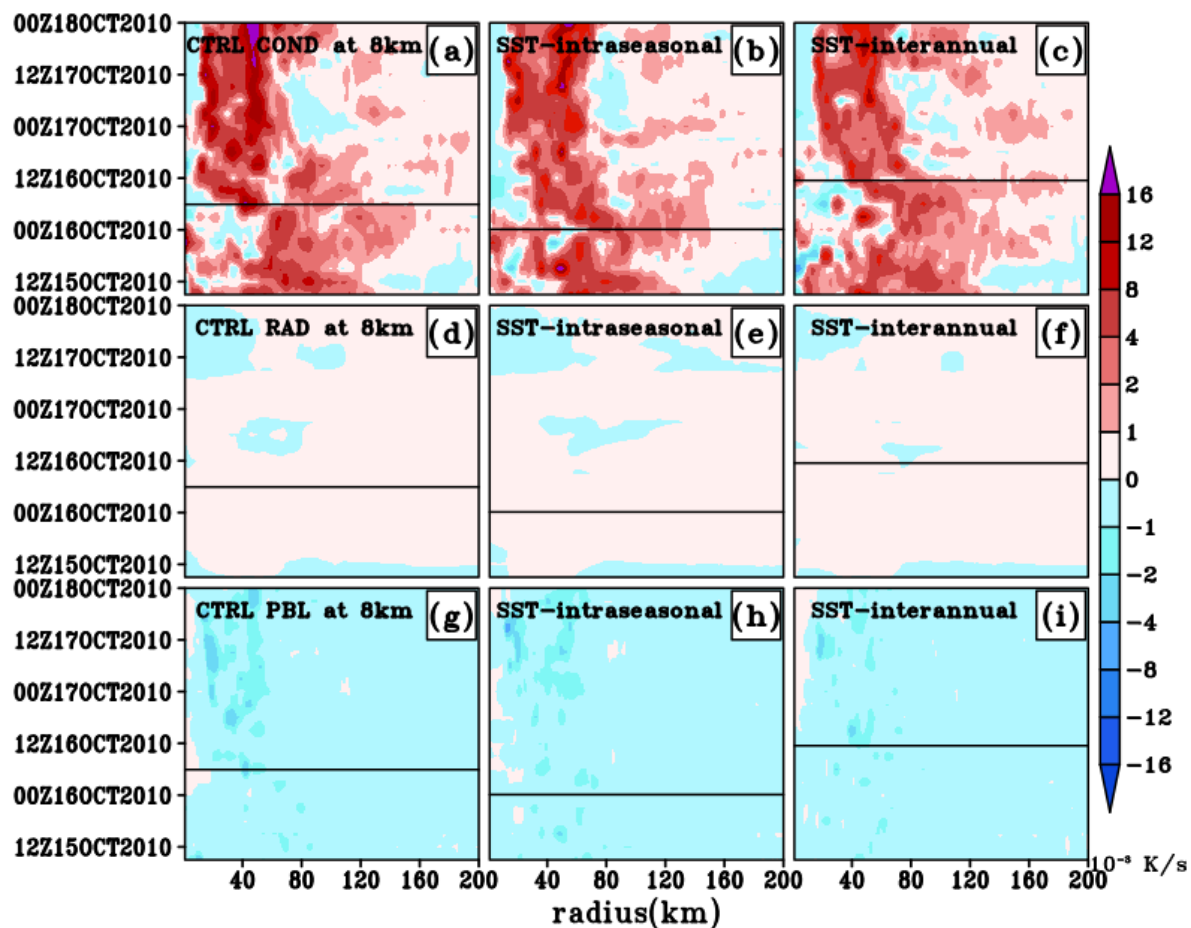 00Z18OCT2010
12Z17OCT2010
00Z17OCT2010
12Z16OCT2010
00Z16OCT2010
12Z15OCT2010
CTRL COND at 8km (a)
SST-intraseasonal (b)
SST-interannual (c)
00Z18OCT2010
12Z17OCT2010
00Z17OCT2010
12Z16OCT2010
00Z16OCT2010
12Z15OCT2010
CTRL RAD at 8km (d)
SST-intraseasonal (e)
SST-interannual (f)
00Z18OCT2010
12Z17OCT2010
00Z17OCT2010
12Z16OCT2010
00Z16OCT2010
12Z15OCT2010
CTRL PBL at 8km (g)
SST-intraseasonal (h)
SST-interannual (i)
40 80 120 160 200
40 80 120 160 200
40 80 120 160 200
radius(km)
16
12
8
4
2
1
0
-1
-2
-4
-8
-12
-16
10⁻³ K/s